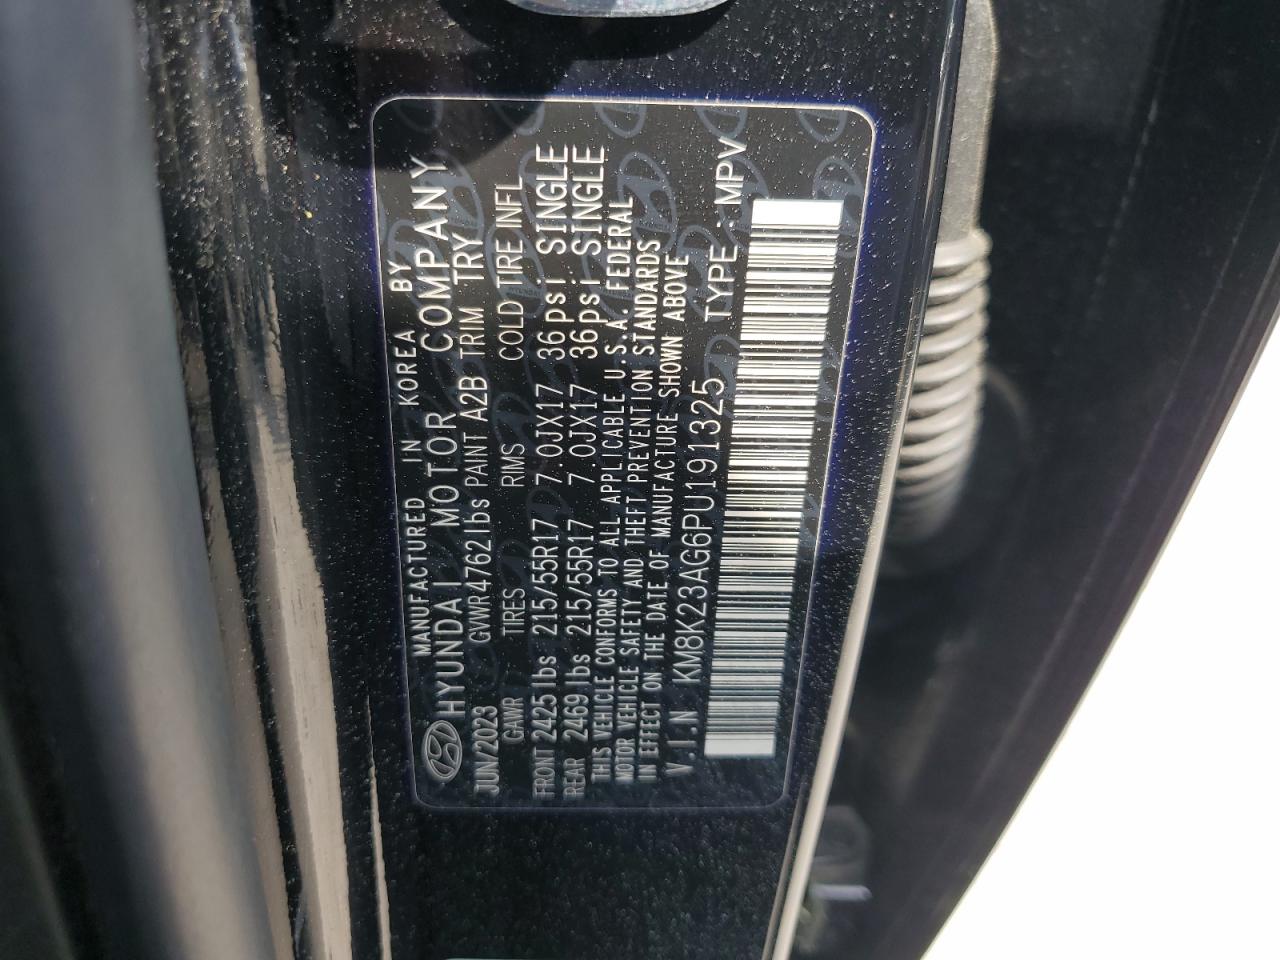 MANUFACTURED IN KOREA BY
HYUNDAI MOTOR COMPANY
JUN/2023 GVWR 4762lbs PAINT A2B TRIM TRY
GAWR TIRES RIMS COLD TIRE INFL
FRONT 2425 lbs 215/55R17 7.0JX17 36psi SINGLE
REAR 2469 lbs 215/55R17 7.0JX17 36psi SINGLE
THIS VEHICLE CONFORMS TO ALL APPLICABLE U.S.A. FEDERAL
MOTOR VEHICLE SAFETY AND THEFT PREVENTION STANDARDS
IN EFFECT ON THE DATE OF MANUFACTURE SHOWN ABOVE
V.I.N KM8K23AG6PU191325 TYPE : MPV